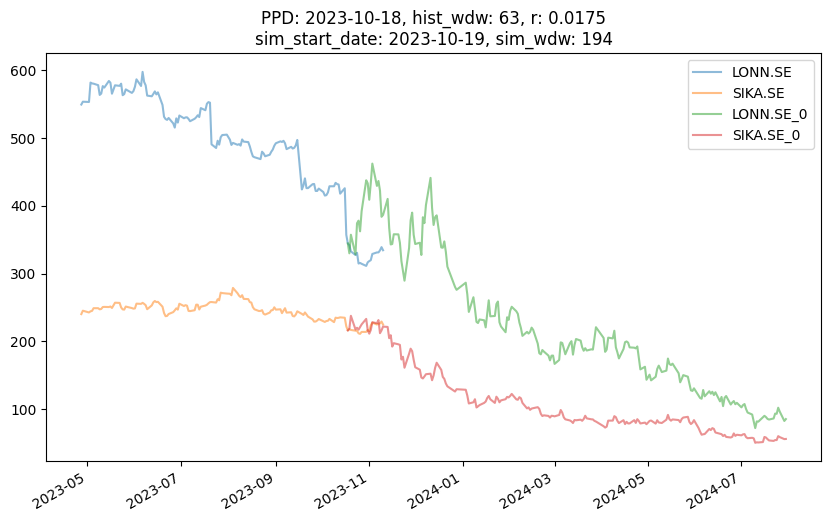 PPD: 2023-10-18, hist_wdw: 63, r: 0.0175
sim_start_date: 2023-10-19, sim_wdw: 194
LONN.SE
SIKA.SE
LONN.SE_0
SIKA.SE_0
600
500
400
300
200
100
2023-05
2023-07
2023-09
2023-11
2024-01
2024-03
2024-05
2024-07